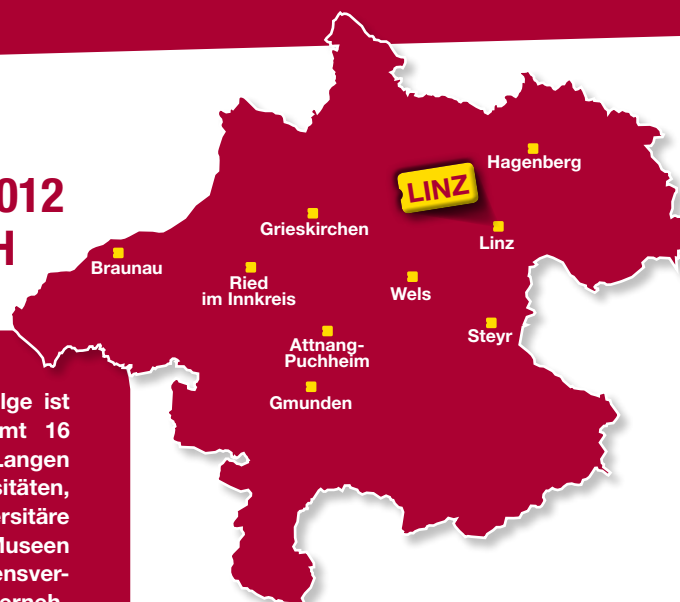 012
H
Hagenberg
LINZ
Grieskirchen
Linz
Braunau
Ried
im Innkreis
Wels
Steyr
Attnang-
Puchheim
Gmunden
lge ist
mt 16
Langen
sitäten,
ersitäre
Museen
ensver-